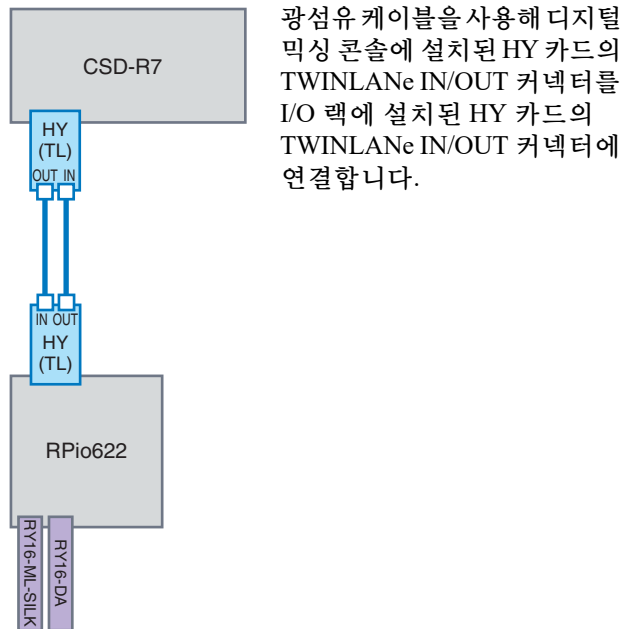 CSD-R7
HY
(TL)
OUT IN
IN OUT
HY
(TL)
RPio622
RY16-ML-SILK
RY16-DA
광섬유 케이블을 사용해 디지털
믹싱 콘솔에 설치된 HY 카드의
TWINLANe IN/OUT 커넥터를
I/O 랙에 설치된 HY 카드의
TWINLANe IN/OUT 커넥터에
연결합니다.